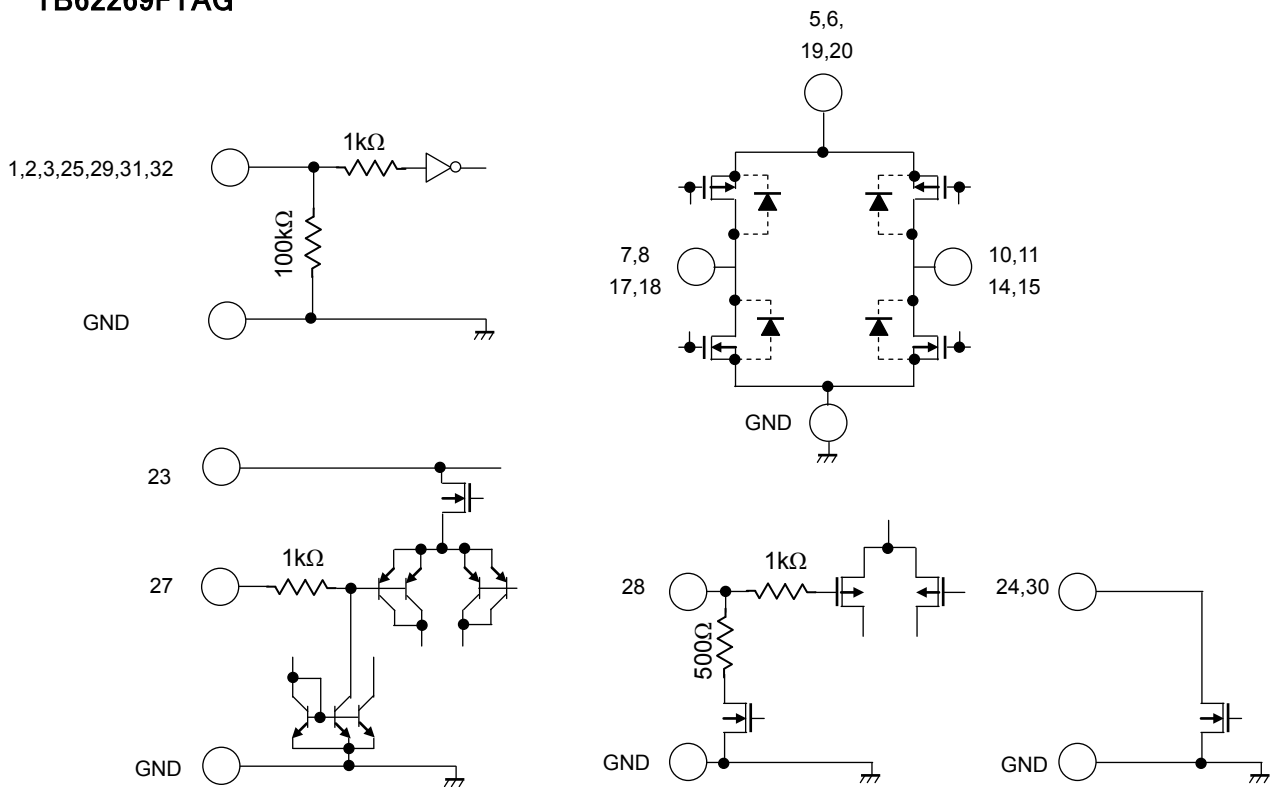 TB62269FTAG
1,2,3,25,29,31,32
1kΩ
100kΩ
GND
5,6,
19,20
7,8
17,18
10,11
14,15
GND
23
27
1kΩ
GND
28
1kΩ
500Ω
GND
24,30
GND